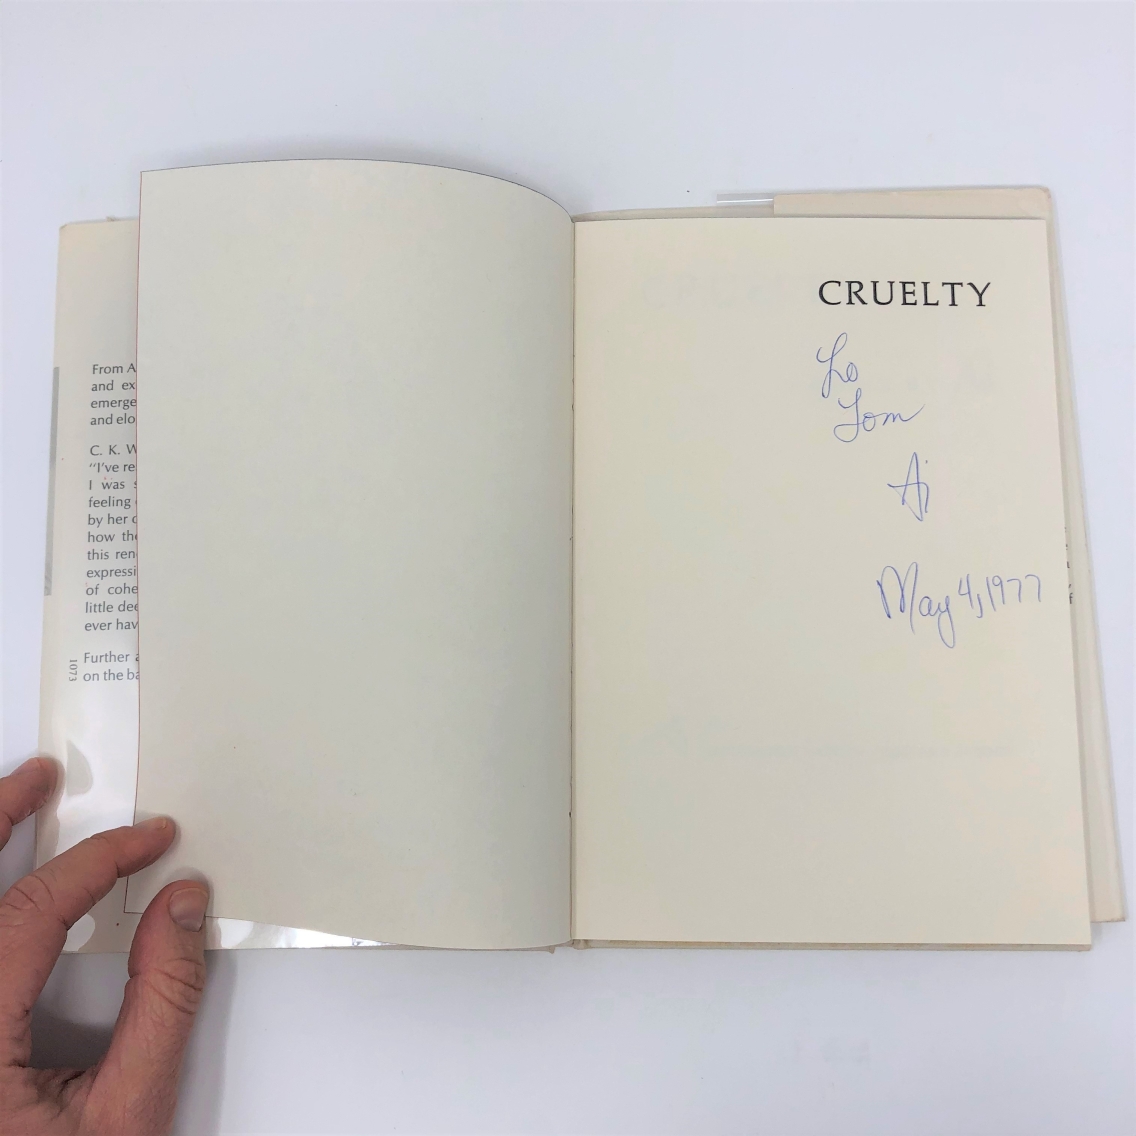 From A
and ex
emerge
and elo
C. K. W
"I've re
I was s
feeling
by her c
how the
this ren
expressi
of cohe
little dee
ever hav
Further a
on the ba
1073
CRUELTY
To
Tom
Ai
May 4, 1977
f